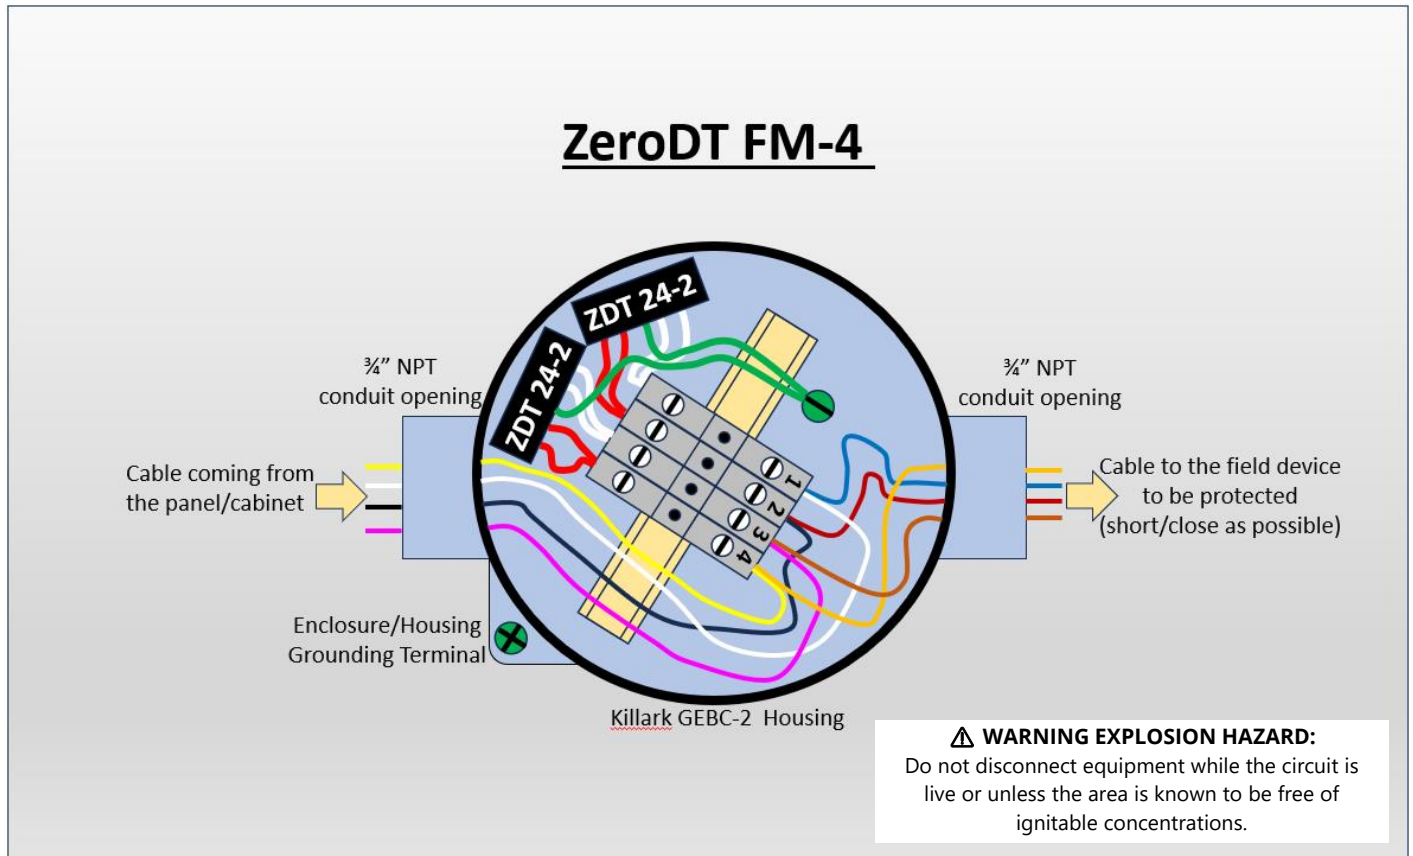 ZeroDT FM-4
ZDT 24-2
ZDT 24-2
¾” NPT
conduit opening
¾” NPT
conduit opening
Cable coming from
the panel/cabinet
1
2
3
4
Cable to the field device
to be protected
(short/close as possible)
Enclosure/Housing
Grounding Terminal
Killark GEBC-2 Housing
⚠ WARNING EXPLOSION HAZARD:
Do not disconnect equipment while the circuit is
live or unless the area is known to be free of
ignitable concentrations.